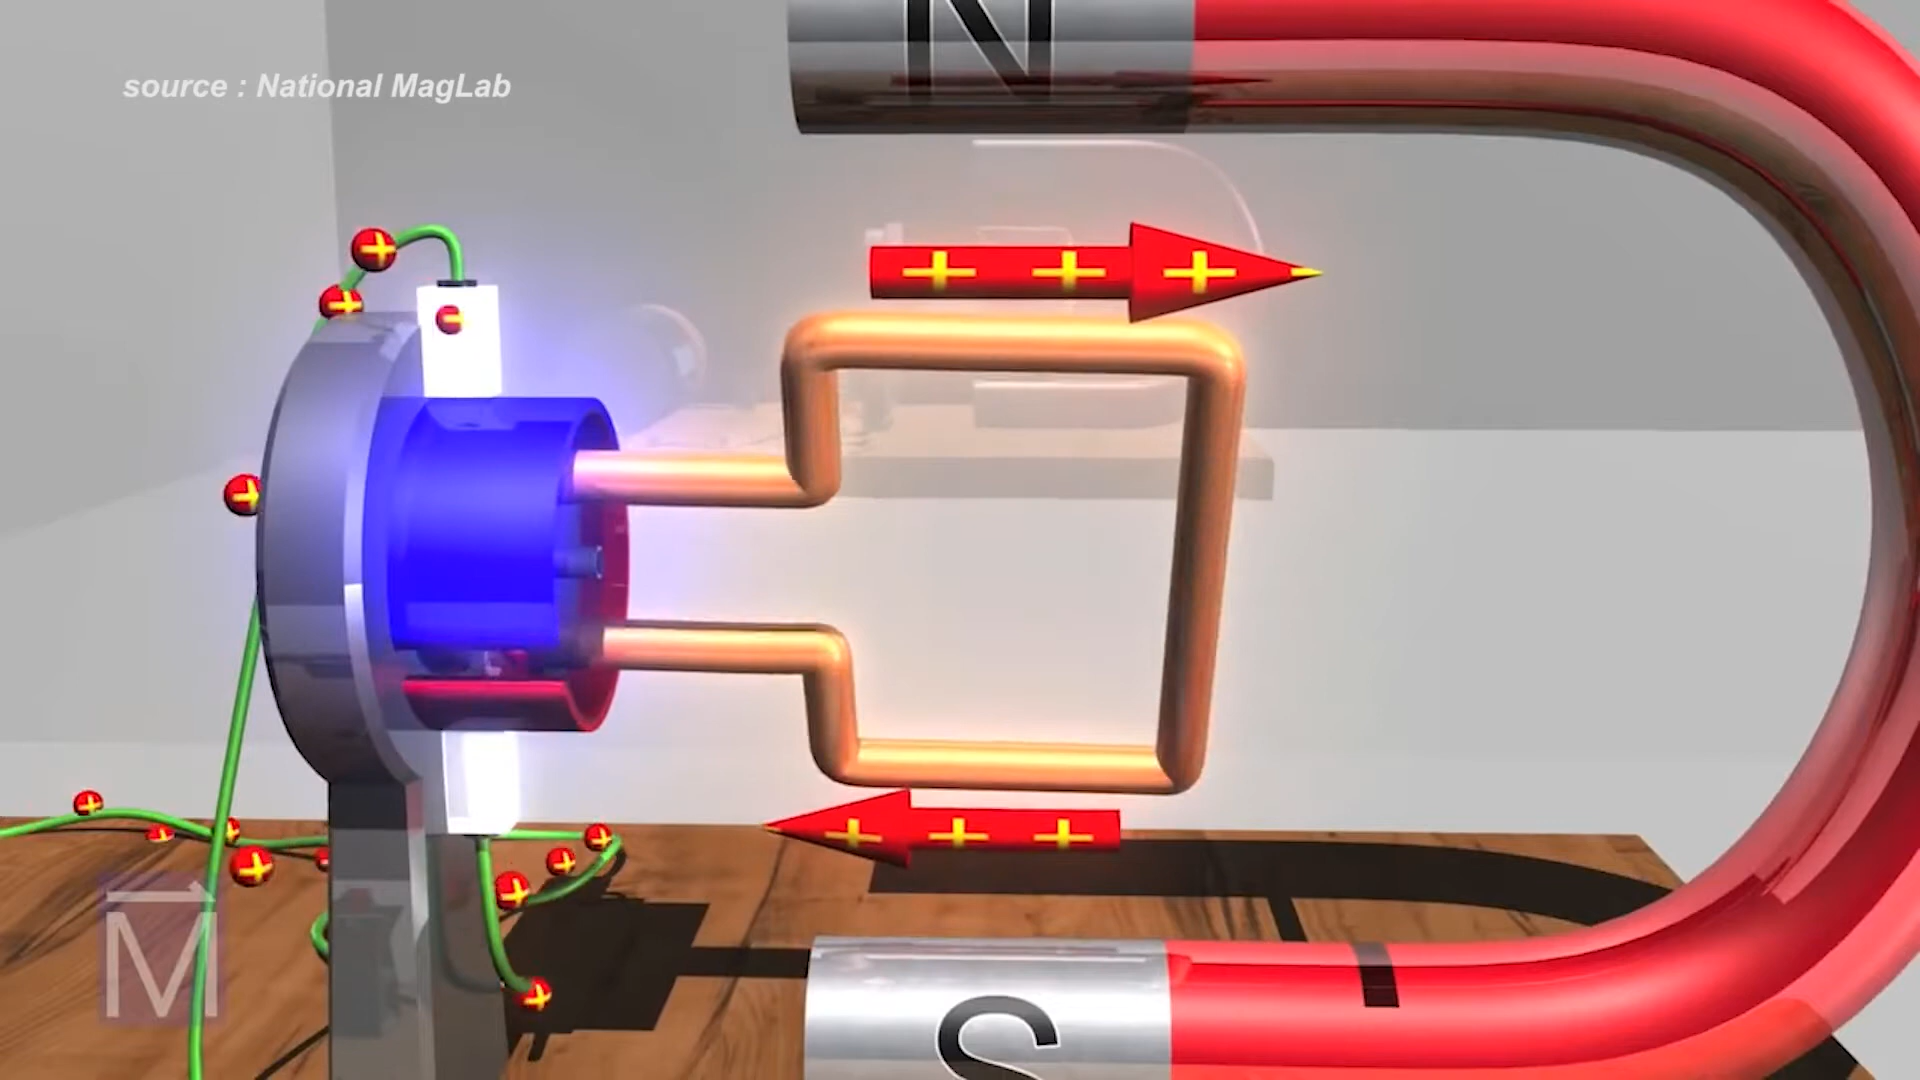 N
source : National MagLab
+ + +
+ + +
M
S